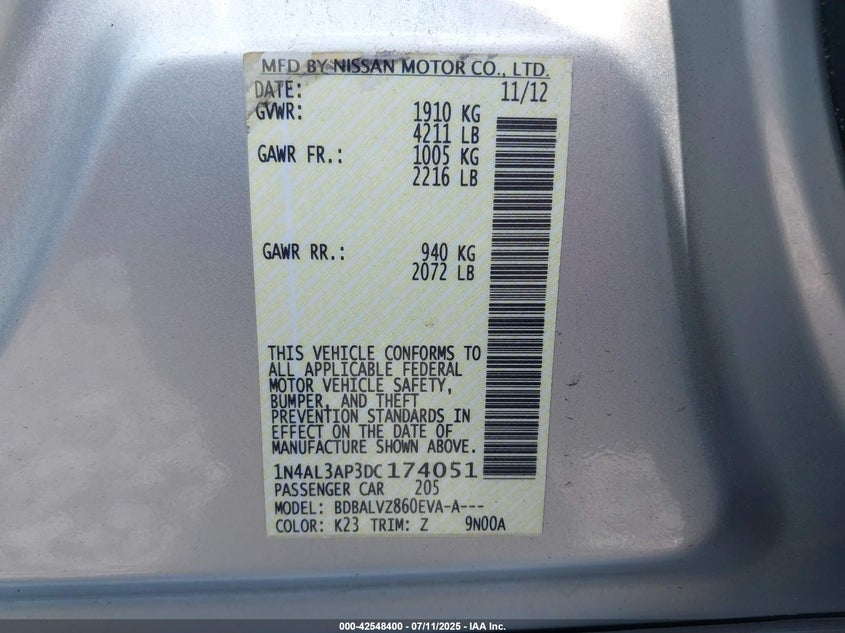 MFD BY NISSAN MOTOR CO., LTD.
DATE: 11/12
GVWR: 1910 KG
4211 LB
GAWR FR.: 1005 KG
2216 LB
GAWR RR.: 940 KG
2072 LB
THIS VEHICLE CONFORMS TO
ALL APPLICABLE FEDERAL
MOTOR VEHICLE SAFETY,
BUMPER, AND THEFT
PREVENTION STANDARDS IN
EFFECT ON THE DATE OF
MANUFACTURE SHOWN ABOVE.
1N4AL3AP3DC174051
PASSENGER CAR 205
MODEL: BDBALVZ860EVA-A---
COLOR: K23 TRIM: Z 9N00A
000-42548400 - 07/11/2025 - IAA Inc.